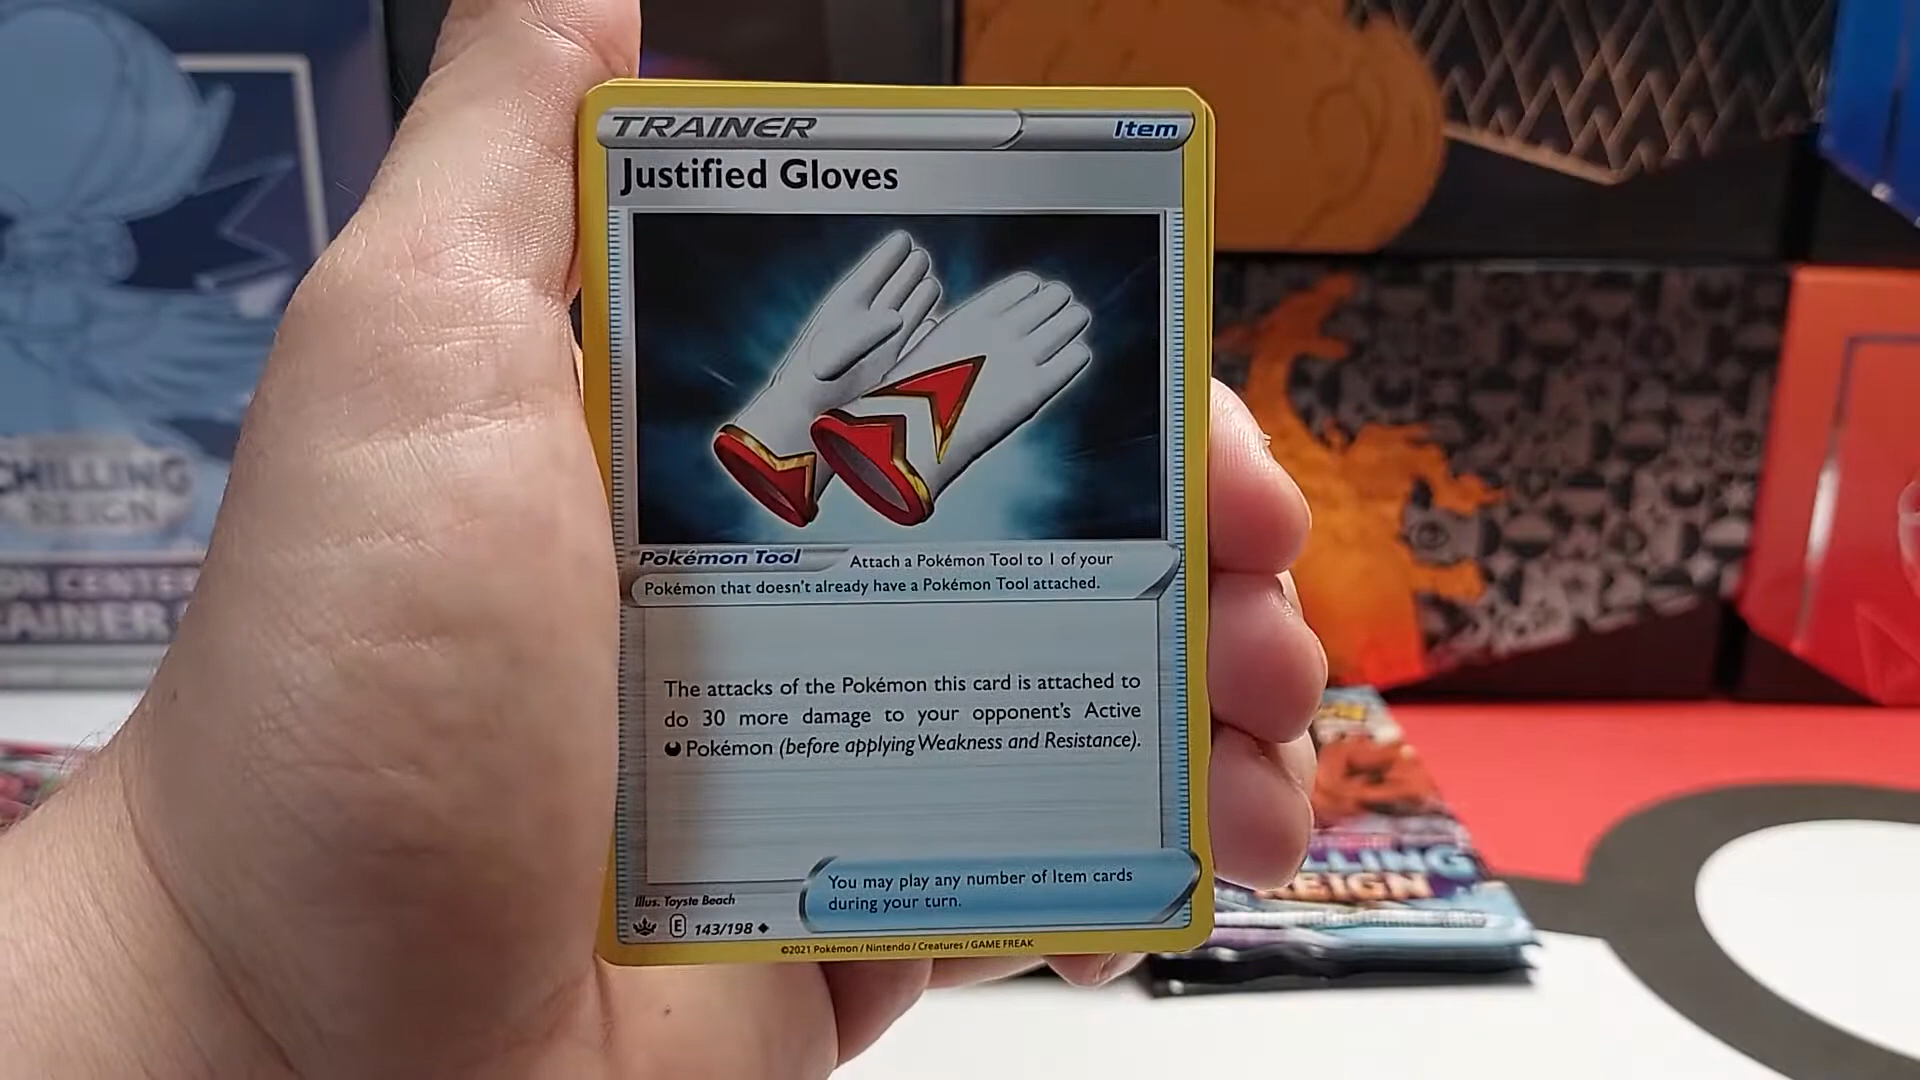 TRAINER
Item
Justified Gloves
Pokémon Tool
Attach a Pokémon Tool to 1 of your
Pokémon that doesn't already have a Pokémon Tool attached.
The attacks of the Pokémon this card is attached to
do 30 more damage to your opponent's Active
Pokémon (before applying Weakness and Resistance).
You may play any number of Item cards
during your turn.
Illus. Toyste Beach
E
143/198
©2021 Pokémon / Nintendo / Creatures / GAME FREAK
CHILLING
REIGN
ON CENTER
AINER
LLING
EIGN